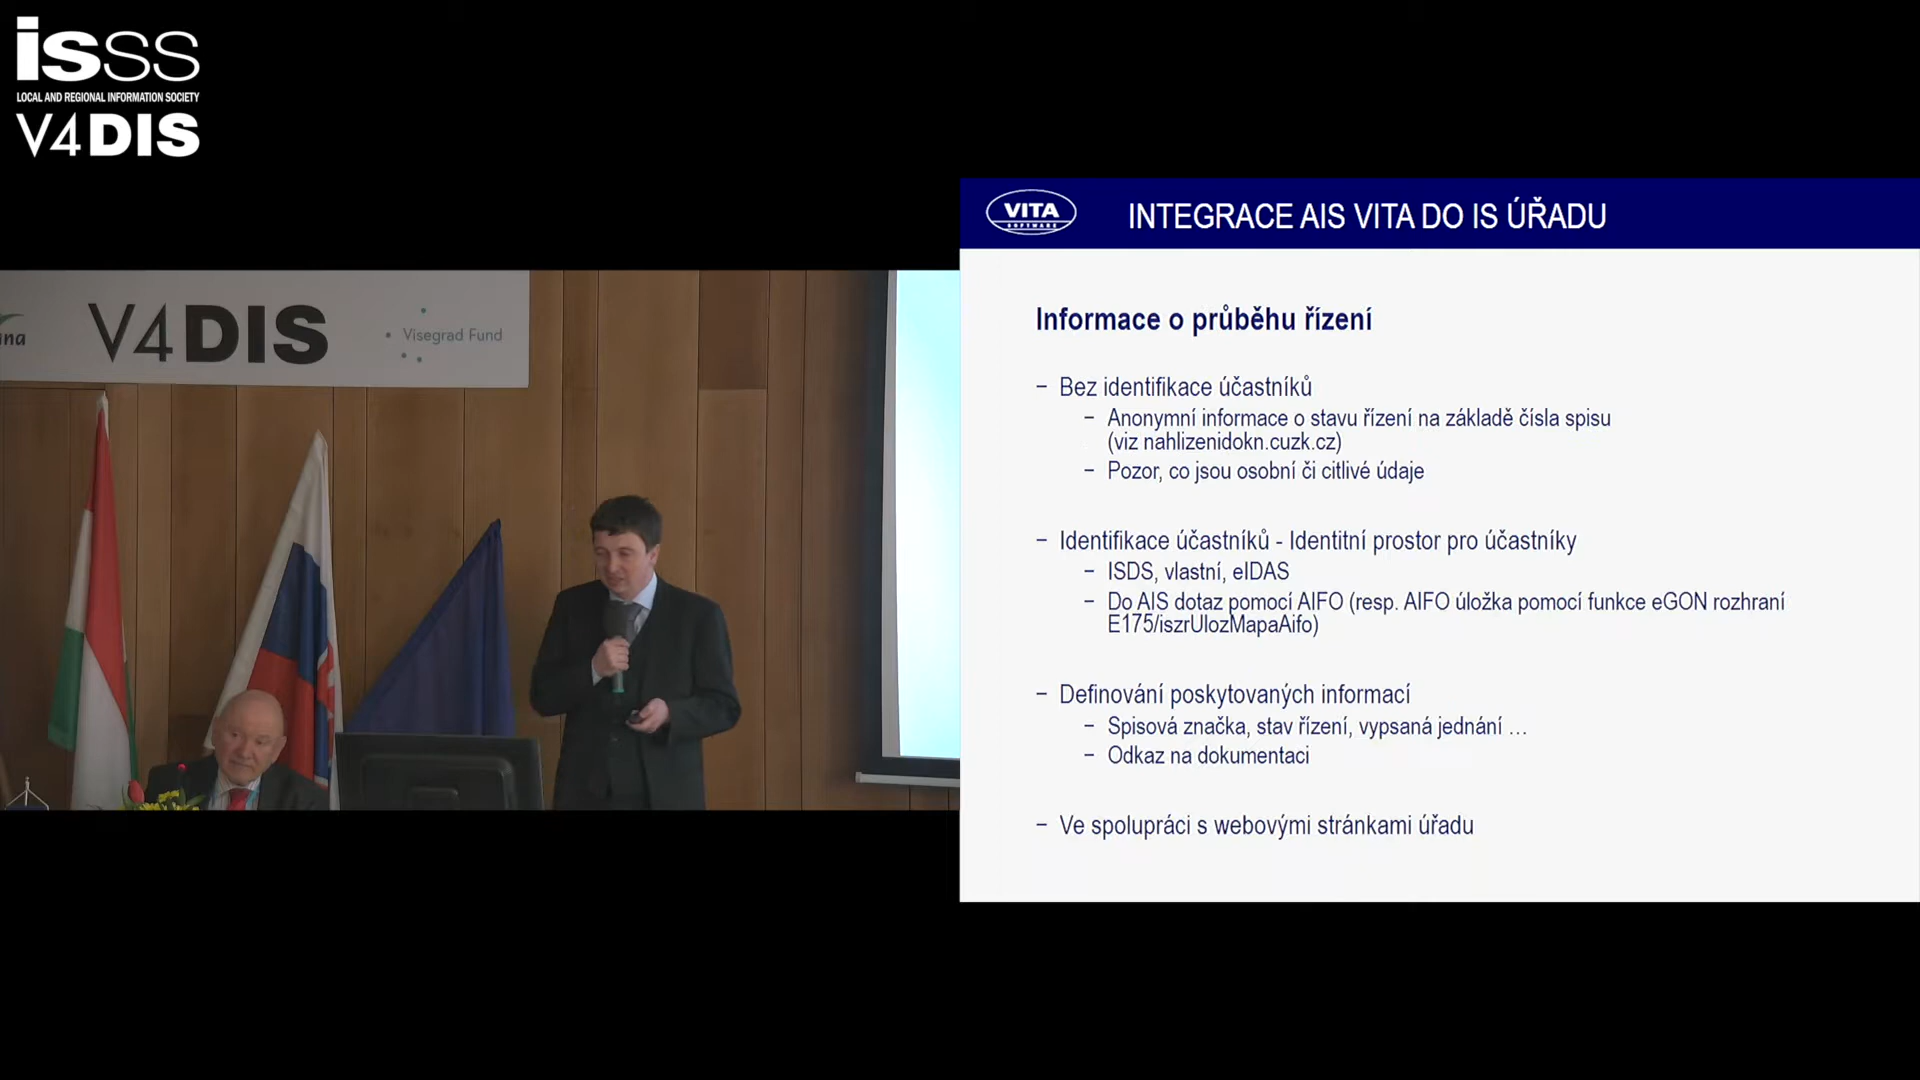 isss
LOCAL AND REGIONAL INFORMATION SOCIETY
V4DIS
ina
V4DIS
Visegrad Fund
VITA
SOFTWARE
INTEGRACE AIS VITA DO IS ÚŘADU
Informace o průběhu řízení
− Bez identifikace účastníků
− Anonymní informace o stavu řízení na základě čísla spisu
(viz nahlizenidokn.cuzk.cz)
− Pozor, co jsou osobní či citlivé údaje
− Identifikace účastníků - Identitní prostor pro účastníky
− ISDS, vlastní, eIDAS
− Do AIS dotaz pomocí AIFO (resp. AIFO úložka pomocí funkce eGON rozhraní
E175/iszrUlozMapaAifo)
− Definování poskytovaných informací
− Spisová značka, stav řízení, vypsaná jednání …
− Odkaz na dokumentaci
− Ve spolupráci s webovými stránkami úřadu